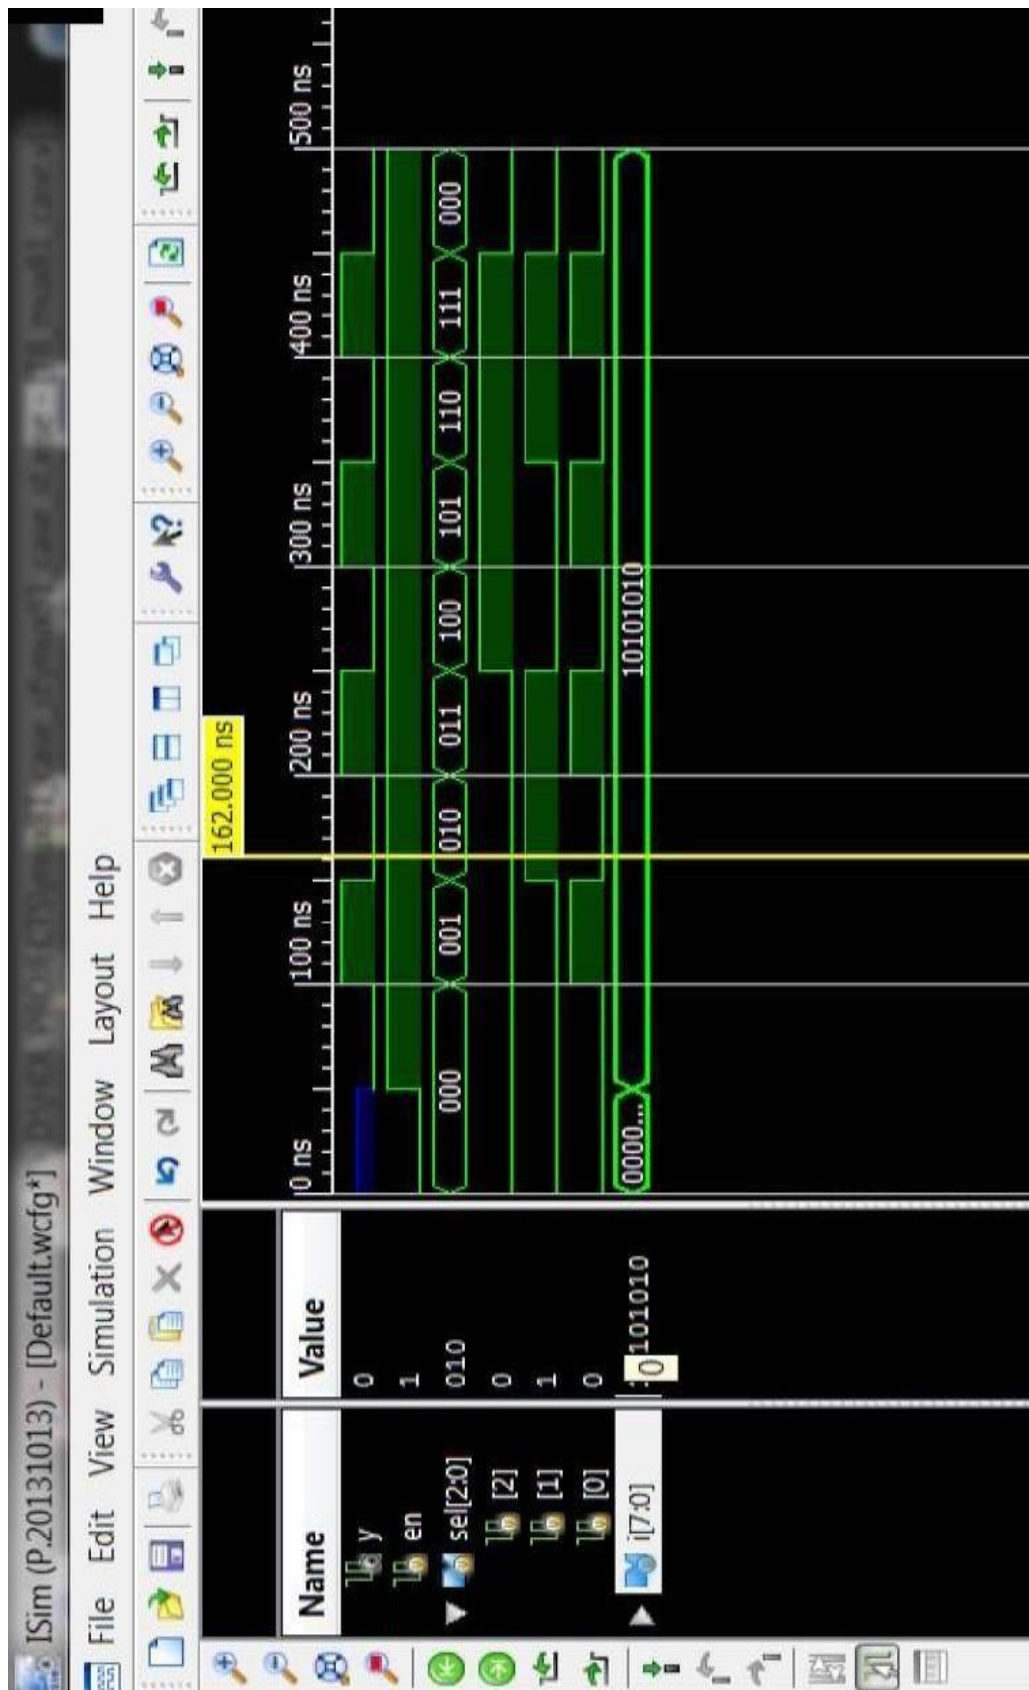 ISim (P.20131013) - [Default.wcfg*]
File Edit View Simulation Window Layout Help
162.000 ns
Name Value
0 ns 100 ns 200 ns 300 ns 400 ns 500 ns
y 0
en 1
sel[2:0] 010 000 001 010 011 100 101 110 111 000
[2] 0
[1] 1
[0] 0
i[7:0] 101010 0000... 10101010
0